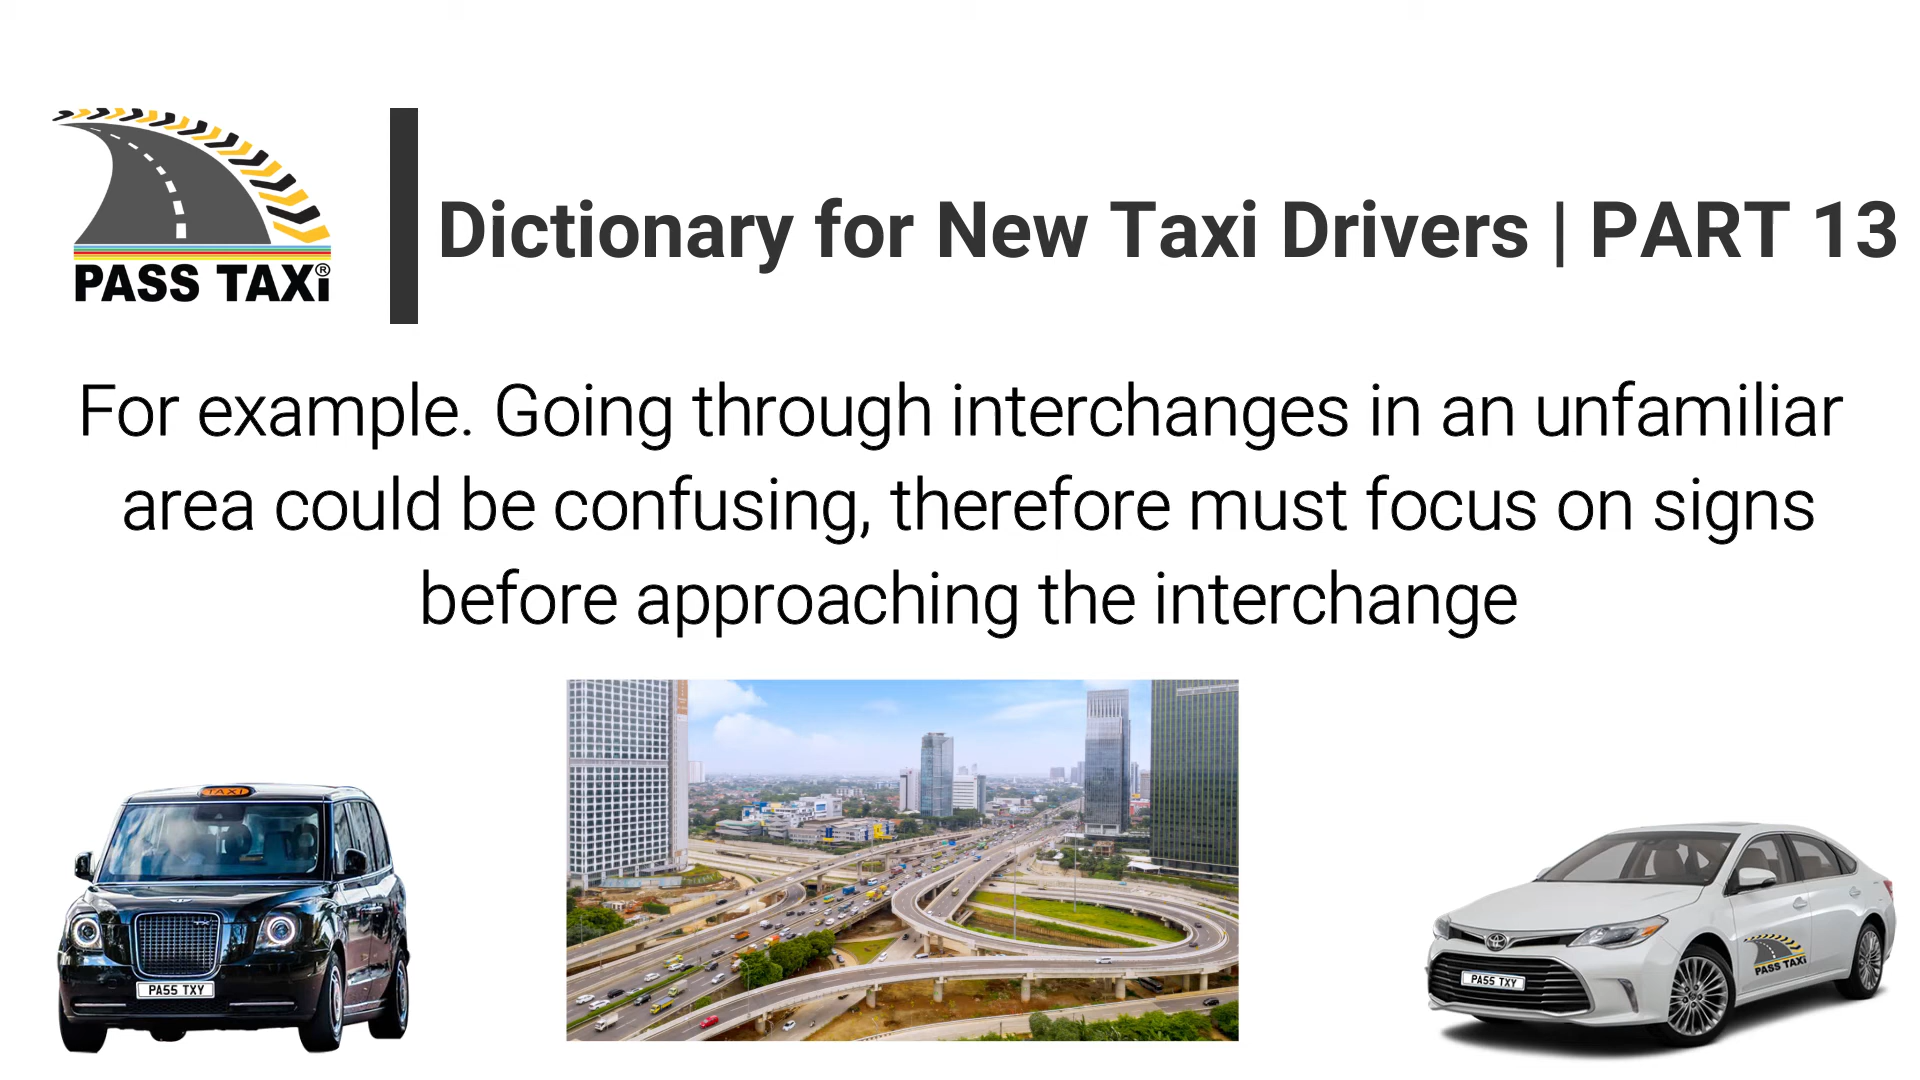 PASS TAXi®
Dictionary for New Taxi Drivers | PART 13
For example. Going through interchanges in an unfamiliar
area could be confusing, therefore must focus on signs
before approaching the interchange
TAXI
PA55 TXY
PA55 TXY
PASS TAXi